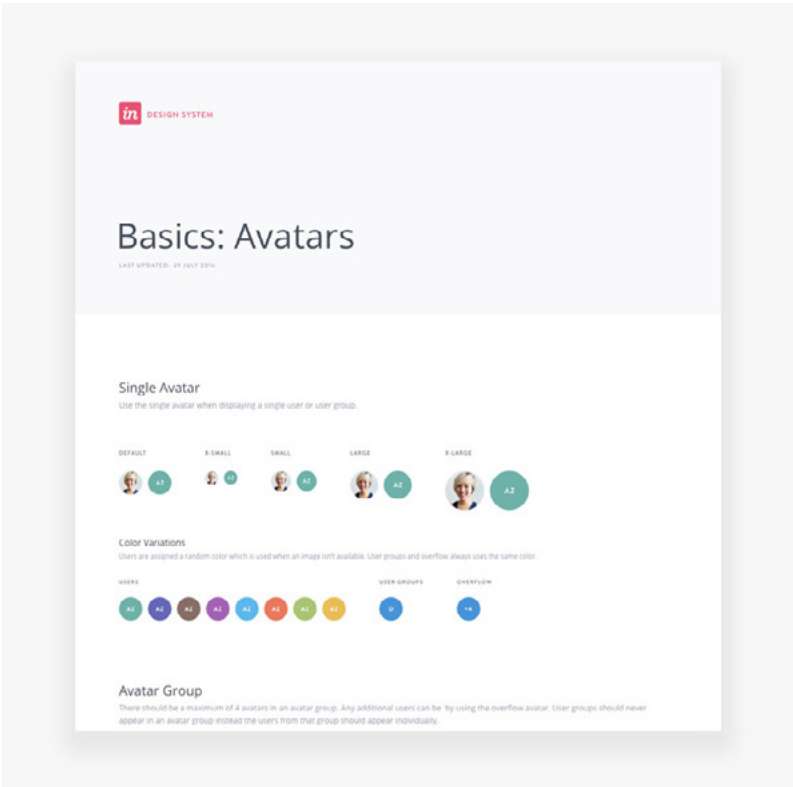 in DESIGN SYSTEM
Basics: Avatars
LAST UPDATED: 29 JULY 2016
Single Avatar
Use the single avatar when displaying a single user or user group.
DEFAULT X-SMALL SMALL LARGE X-LARGE
AZ AZ AZ AZ AZ
Color Variations
Users are assigned a random color which is used when an image isn't available. User groups and overflow always uses the same color.
USERS USER GROUPS OVERFLOW
AZ AZ AZ AZ AZ AZ AZ AZ
Avatar Group
There should be a maximum of 4 avatars in an avatar group. Any additional users can be by using the overflow avatar. User groups should never
appear in an avatar group instead the users from that group should appear individually.